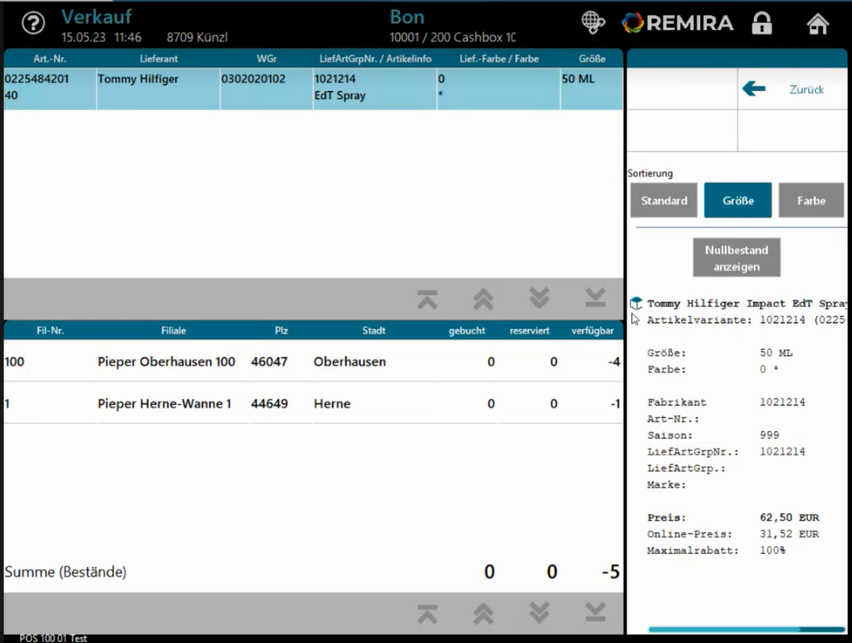 Verkauf
15.05.23 11:46 8709 Künzl
Bon
10001 / 200 Cashbox 10
REMIRA
Art.-Nr. Lieferant WGr LiefArtGrpNr. / Artikelinfo Lief.-Farbe / Farbe Größe
0225484201 Tommy Hilfiger 0302020102 1021214 0 50 ML
40 EdT Spray *
Zurück
Sortierung
Standard Größe Farbe
Nullbestand
anzeigen
Fil-Nr. Filiale Plz Stadt gebucht reserviert verfügbar
100 Pieper Oberhausen 100 46047 Oberhausen 0 0 -4
1 Pieper Herne-Wanne 1 44649 Herne 0 0 -1
Summe (Bestände) 0 0 -5
Tommy Hilfiger Impact EdT Spray
Artikelvariante: 1021214 (0225-
Größe: 50 ML
Farbe: 0 *
Fabrikant 1021214
Art-Nr.:
Saison: 999
LiefArtGrpNr.: 1021214
LiefArtGrp.:
Marke:
Preis: 62,50 EUR
Online-Preis: 31,52 EUR
Maximalrabatt: 100%
POS 100 01 Test